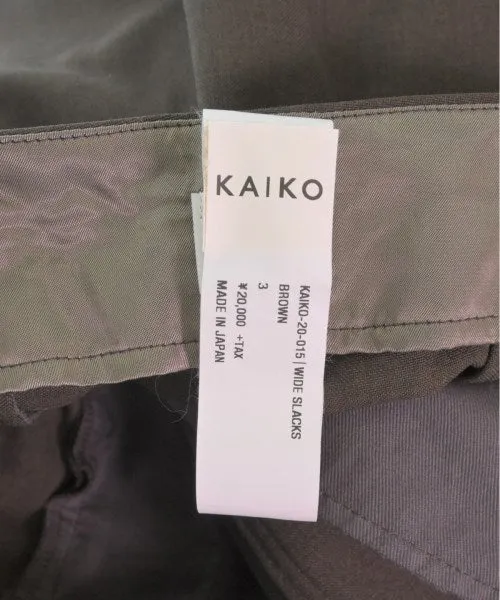 KAIKO
KAIKO-20-015 | WIDE SLACKS
BROWN
3
¥20,000 +TAX
MADE IN JAPAN